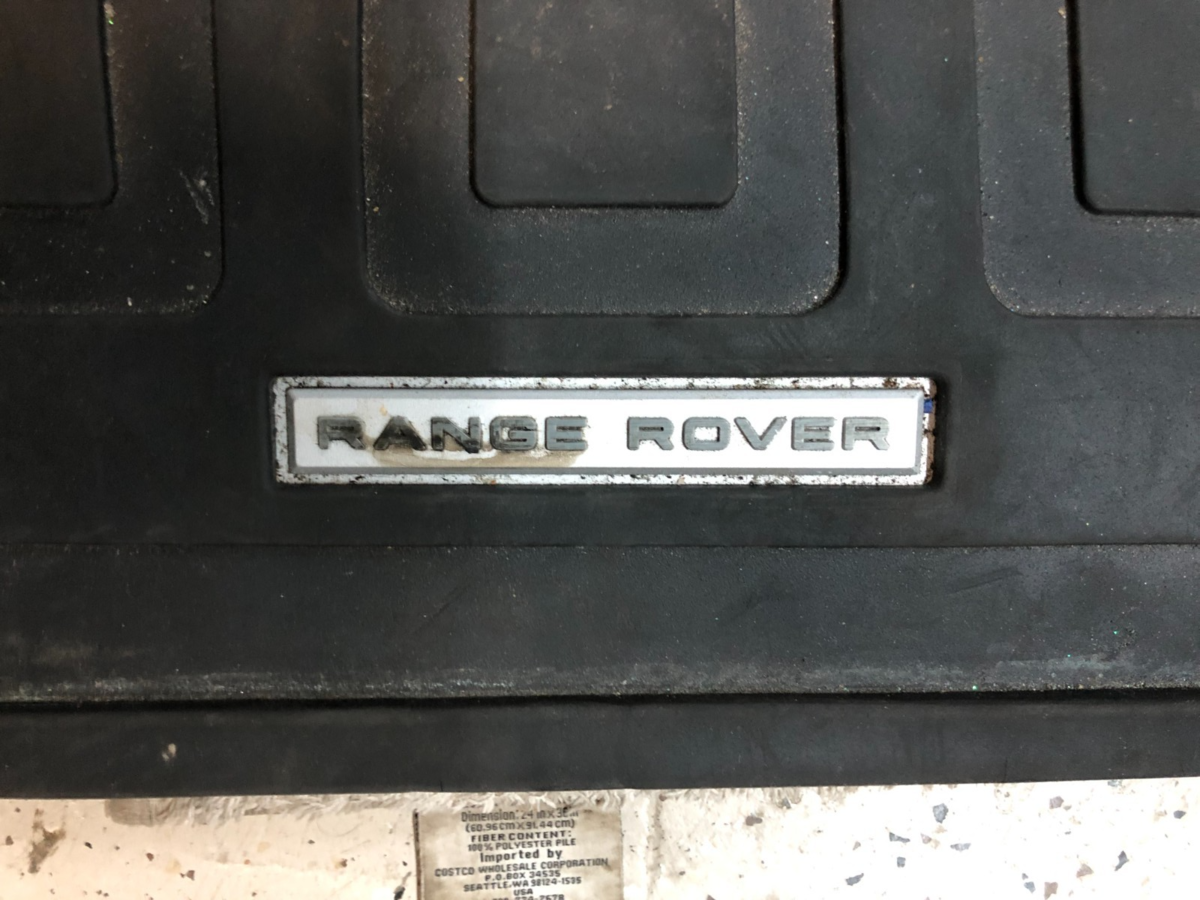 RANGE ROVER
Dimension: 24 in X 36 in
(60.96cm X 91.44cm)
FIBER CONTENT:
100% POLYESTER PILE
Imported by
COSTCO WHOLESALE CORPORATION
P.O.BOX 34535
SEATTLE, WA 98124-1535
USA